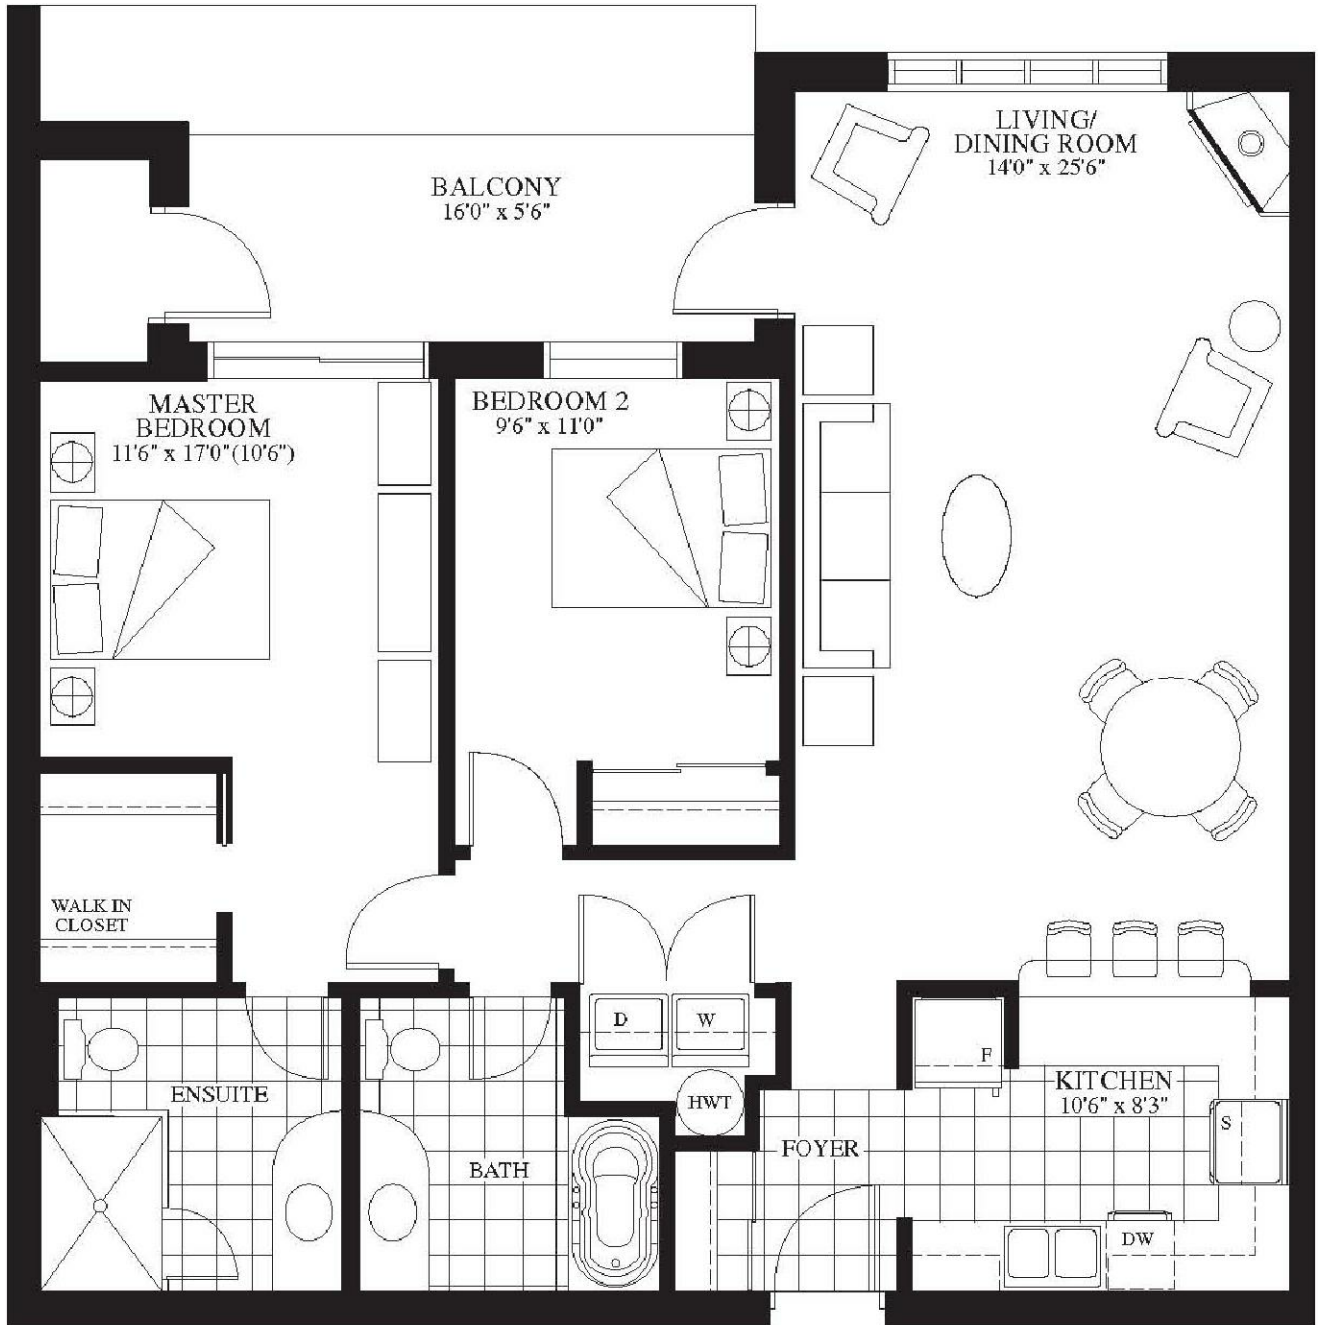 LIVING/
DINING ROOM
14'0" x 25'6"
BALCONY
16'0" x 5'6"
MASTER
BEDROOM
11'6" x 17'0"(10'6")
BEDROOM 2
9'6" x 11'0"
WALK IN
CLOSET
D
W
F
HWT
KITCHEN
10'6" x 8'3"
S
ENSUITE
BATH
FOYER
DW